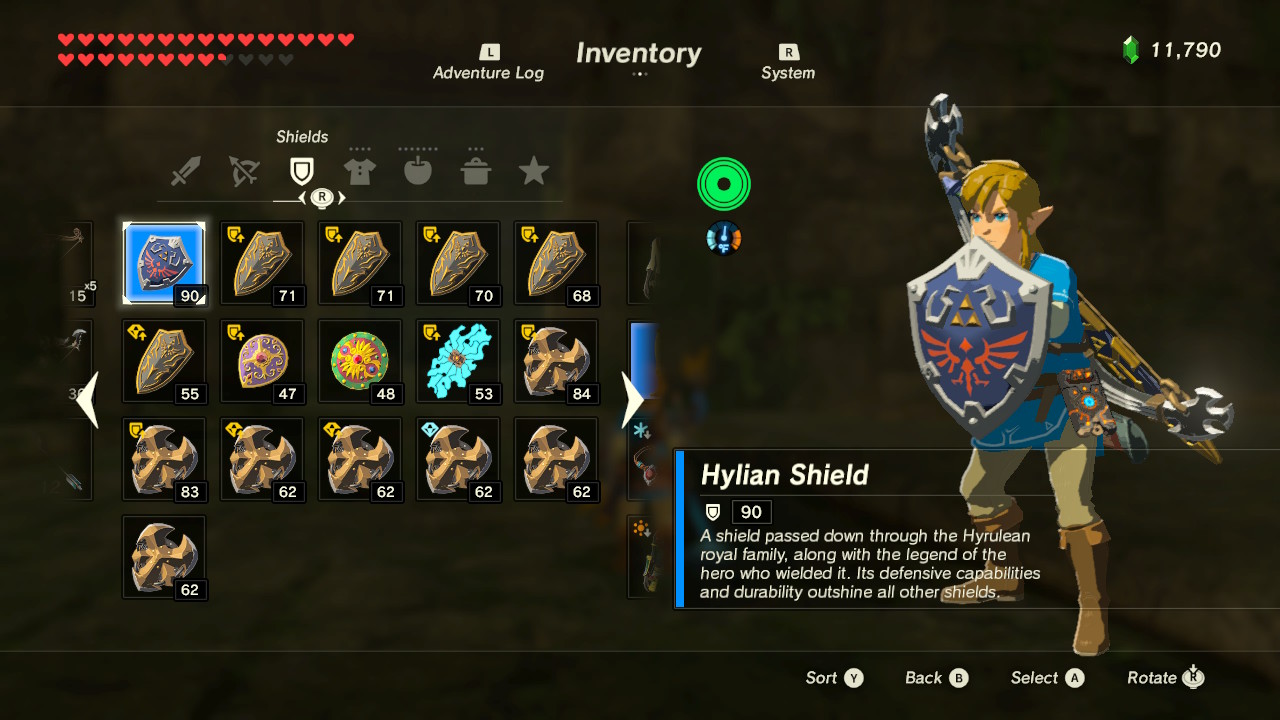 L
Adventure Log
Inventory
R
System
11,790
Shields
R
15
x5
90
71
71
70
68
55
47
48
53
84
83
62
62
62
62
62
Hylian Shield
90
A shield passed down through the Hyrulean
royal family, along with the legend of the
hero who wielded it. Its defensive capabilities
and durability outshine all other shields.
Sort Y
Back B
Select A
Rotate R